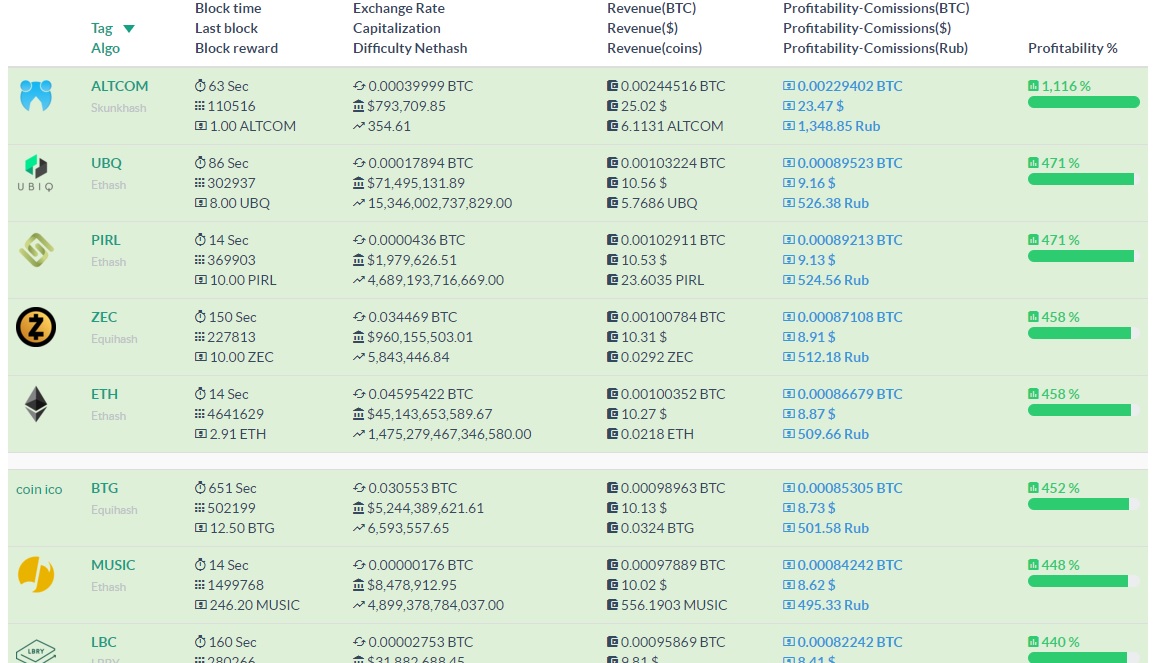 Block time Exchange Rate Revenue(BTC) Profitability-Comissions(BTC)
Tag Last block Capitalization Revenue($) Profitability-Comissions($)
Algo Block reward Difficulty Nethash Revenue(coins) Profitability-Comissions(Rub) Profitability %
ALTCOM 63 Sec 0.00039999 BTC 0.00244516 BTC 0.00229402 BTC 1,116 %
Skunkhash 110516 $793,709.85 25.02 $ 23.47 $
1.00 ALTCOM 354.61 6.1131 ALTCOM 1,348.85 Rub
UBQ 86 Sec 0.00017894 BTC 0.00103224 BTC 0.00089523 BTC 471 %
UBIQ Ethash 302937 $71,495,131.89 10.56 $ 9.16 $
8.00 UBQ 15,346,002,737,829.00 5.7686 UBQ 526.38 Rub
PIRL 14 Sec 0.0000436 BTC 0.00102911 BTC 0.00089213 BTC 471 %
Ethash 369903 $1,979,626.51 10.53 $ 9.13 $
10.00 PIRL 4,689,193,716,669.00 23.6035 PIRL 524.56 Rub
ZEC 150 Sec 0.034469 BTC 0.00100784 BTC 0.00087108 BTC 458 %
Equihash 227813 $960,155,503.01 10.31 $ 8.91 $
10.00 ZEC 5,843,446.84 0.0292 ZEC 512.18 Rub
ETH 14 Sec 0.04595422 BTC 0.00100352 BTC 0.00086679 BTC 458 %
Ethash 4641629 $45,143,653,589.67 10.27 $ 8.87 $
2.91 ETH 1,475,279,467,346,580.00 0.0218 ETH 509.66 Rub
coin ico BTG 651 Sec 0.030553 BTC 0.00098963 BTC 0.00085305 BTC 452 %
Equihash 502199 $5,244,389,621.61 10.13 $ 8.73 $
12.50 BTG 6,593,557.65 0.0324 BTG 501.58 Rub
MUSIC 14 Sec 0.00000176 BTC 0.00097889 BTC 0.00084242 BTC 448 %
Ethash 1499768 $8,478,912.95 10.02 $ 8.62 $
246.20 MUSIC 4,899,378,784,037.00 556.1903 MUSIC 495.33 Rub
LBC 160 Sec 0.00002753 BTC 0.00095869 BTC 0.00082242 BTC 440 %
LBRY LBRY 280266 $31,882,688.45 9.81 $ 8.41 $